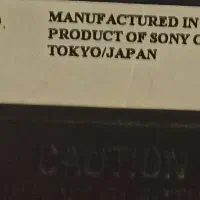 MANUFACTURED IN
PRODUCT OF SONY C
TOKYO/JAPAN
CAUTION